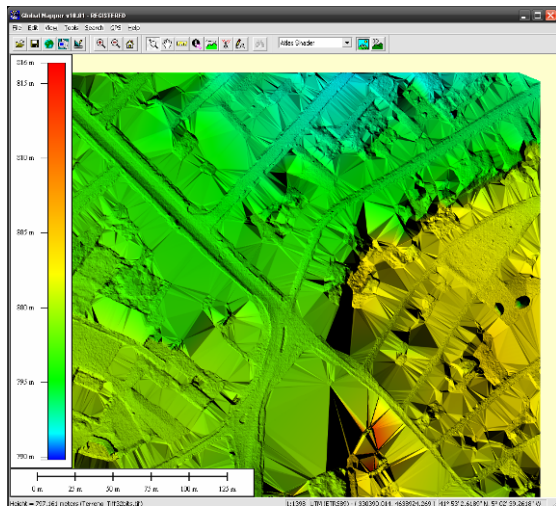 Global Mapper v10.01 - REGISTERED
File Edit View Tools Search GPS Help
Atlas Shader
816 m
815 m
810 m
805 m
800 m
795 m
790 m
0 m 25 m 50 m 75 m 100 m 125 m